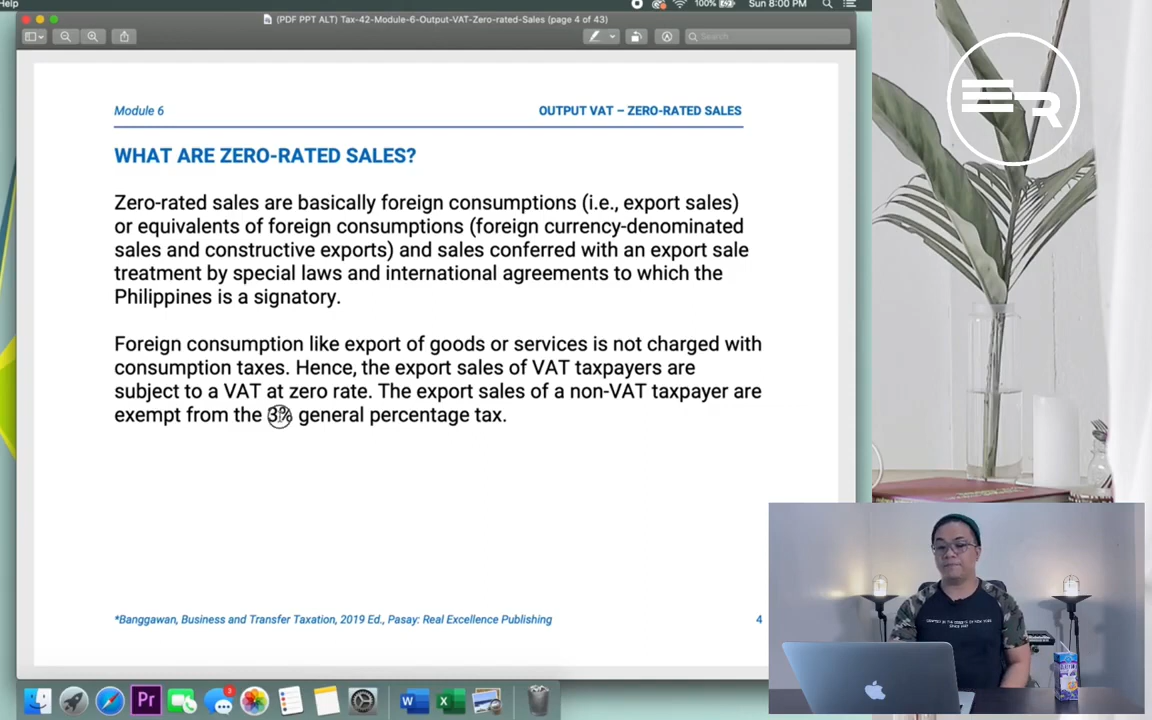 Help
100%
Sun 8:00 PM
(PDF PPT ALT) Tax-42-Module-6-Output-VAT-Zero-rated-Sales (page 4 of 43)
Search
ER
Module 6
OUTPUT VAT – ZERO-RATED SALES
WHAT ARE ZERO-RATED SALES?
Zero-rated sales are basically foreign consumptions (i.e., export sales)
or equivalents of foreign consumptions (foreign currency-denominated
sales and constructive exports) and sales conferred with an export sale
treatment by special laws and international agreements to which the
Philippines is a signatory.
Foreign consumption like export of goods or services is not charged with
consumption taxes. Hence, the export sales of VAT taxpayers are
subject to a VAT at zero rate. The export sales of a non-VAT taxpayer are
exempt from the 3% general percentage tax.
*Banggawan, Business and Transfer Taxation, 2019 Ed., Pasay: Real Excellence Publishing
4
Pr
3
W
X